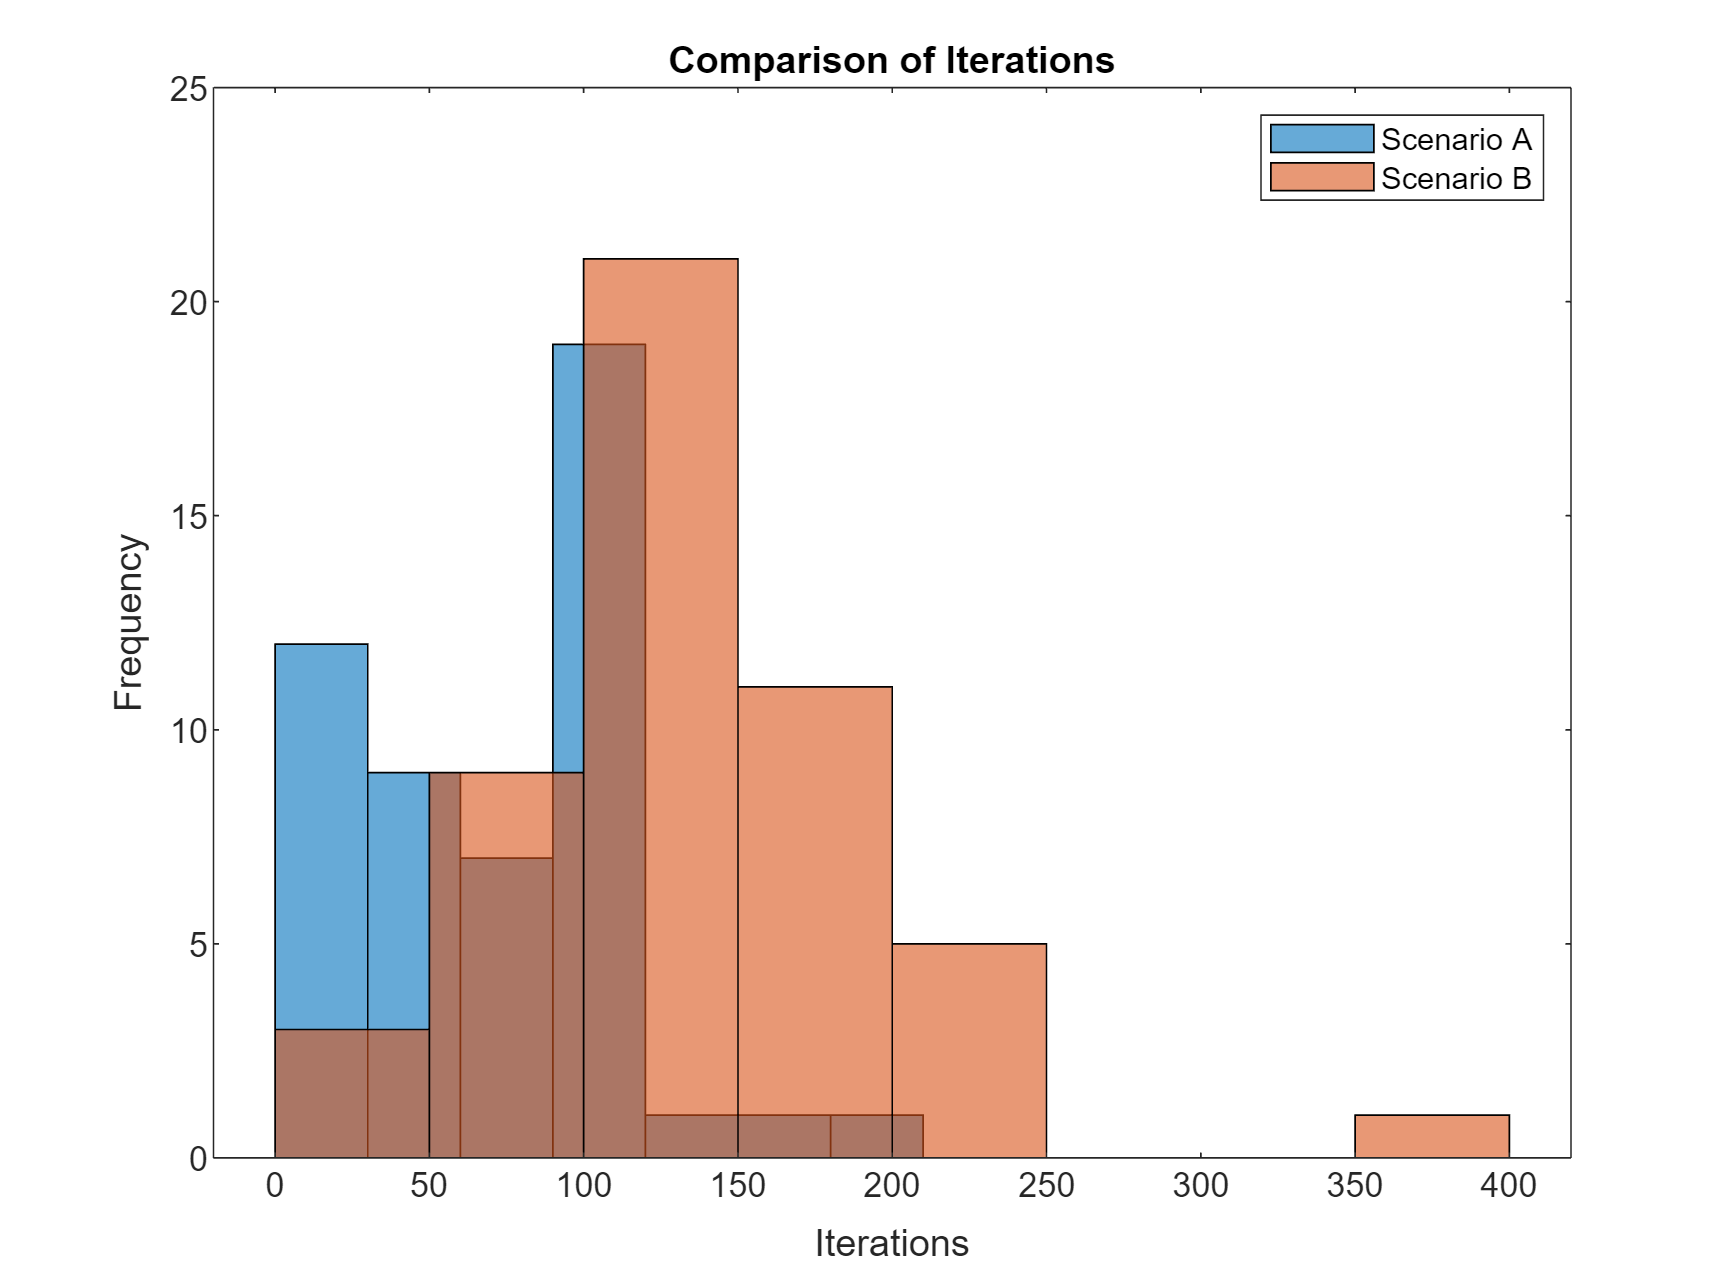 Comparison of Iterations
Scenario A
Scenario B
25
20
15
10
5
0
Frequency
0 50 100 150 200 250 300 350 400
Iterations